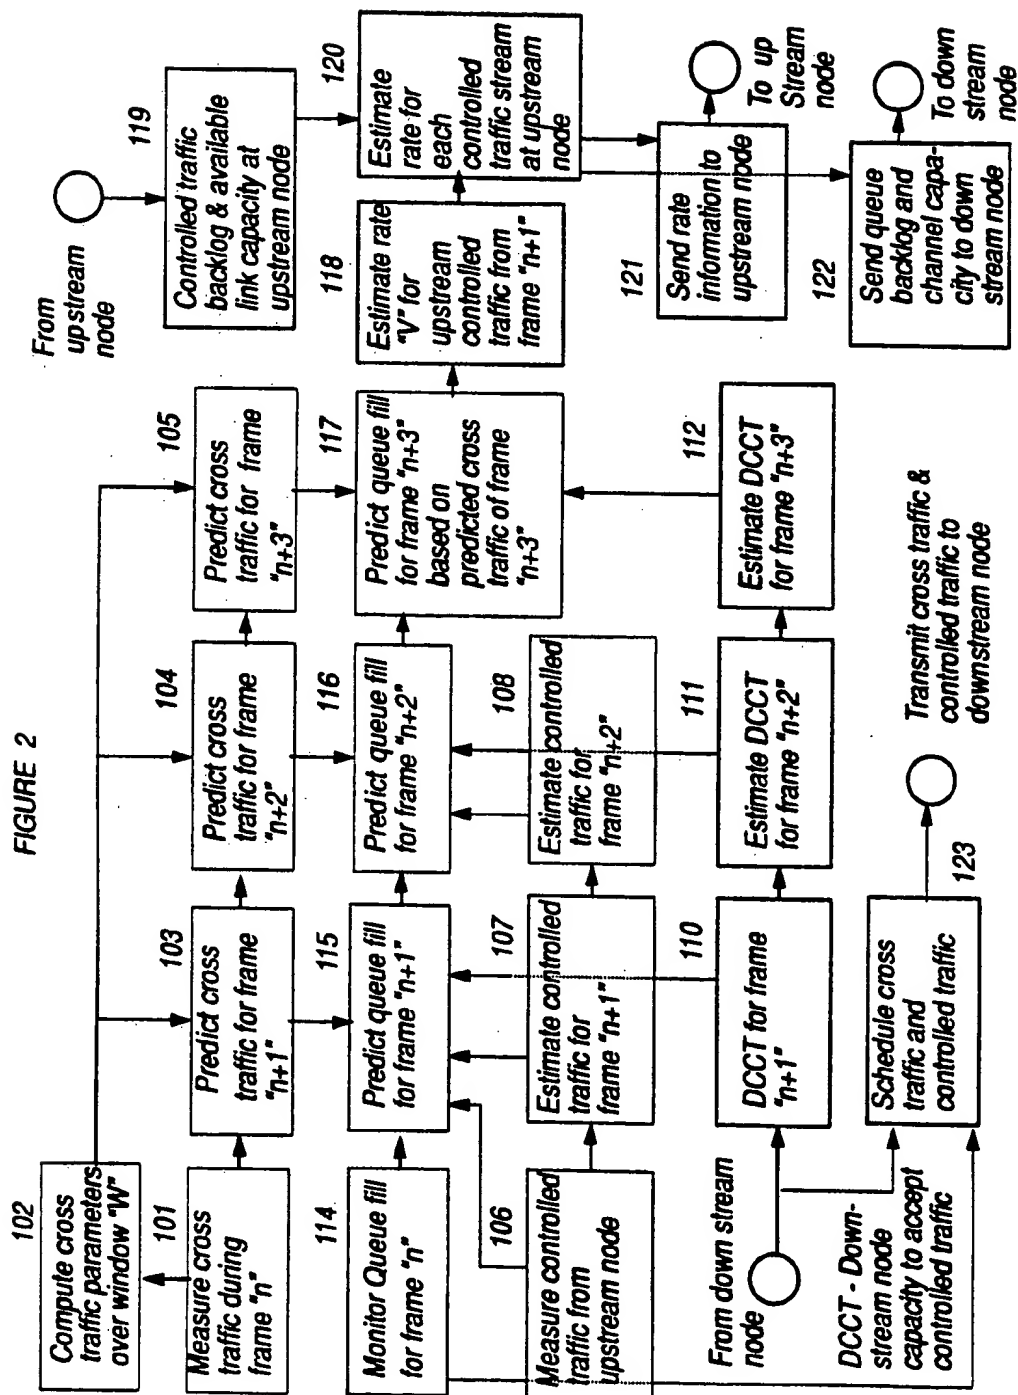 FIGURE 2
102
Compute cross
traffic parameters
over window "W"
101
Measure cross
traffic during
frame "n"
103
Predict cross
traffic for frame
"n+1"
104
Predict cross
traffic for frame
"n+2"
105
Predict cross
traffic for frame
"n+3"
From
upstream
node
119
Controlled traffic
backlog & available
link capacity at
upstream node
114
Monitor Queue fill
for frame "n"
115
Predict queue fill
for frame "n+1"
116
Predict queue fill
for frame "n+2"
117
Predict queue fill
for frame "n+3"
based on
predicted cross
traffic of frame
"n+3"
118
Estimate rate
"V" for
upstream
controlled
traffic from
frame "n+1"
120
Estimate
rate for
each
controlled
traffic stream
at upstream
node
106
Measure controlled
traffic from
upstream node
107
Estimate controlled
traffic for
frame "n+1"
108
Estimate controlled
traffic for
frame "n+2"
110
DCCT for frame
"n+1"
111
Estimate DCCT
for frame "n+2"
112
Estimate DCCT
for frame "n+3"
121
Send rate
information to
upstream node
To up
Stream
node
122
Send queue
backlog and
channel capa-
city to down
stream node
To down
stream
node
From down stream
node
DCCT - Down-
stream node
capacity to accept
controlled traffic
Schedule cross
traffic and
controlled traffic
123
Transmit cross traffic &
controlled traffic to
downstream node